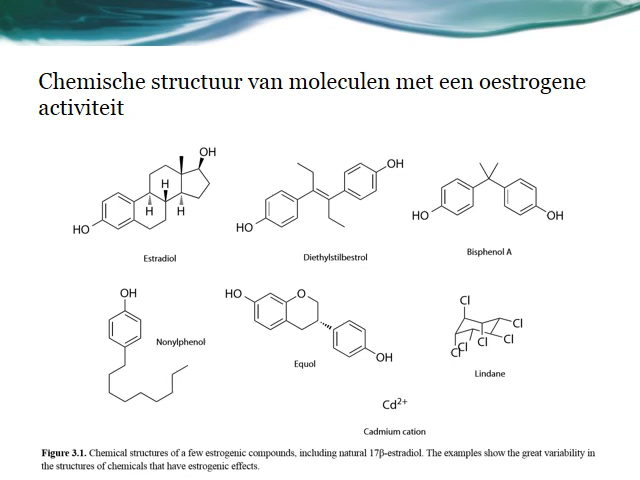 Chemische structuur van moleculen met een oestrogene
activiteit
OH
H
H H
HO
Estradiol
OH
HO
Diethylstilbestrol
HO OH
Bisphenol A
OH
Nonylphenol
HO O
OH
Equol
Cl
Cl
Cl
Cl
Cl
Cl
Lindane
Cd2+
Cadmium cation
Figure 3.1. Chemical structures of a few estrogenic compounds, including natural 17β-estradiol. The examples show the great variability in
the structures of chemicals that have estrogenic effects.